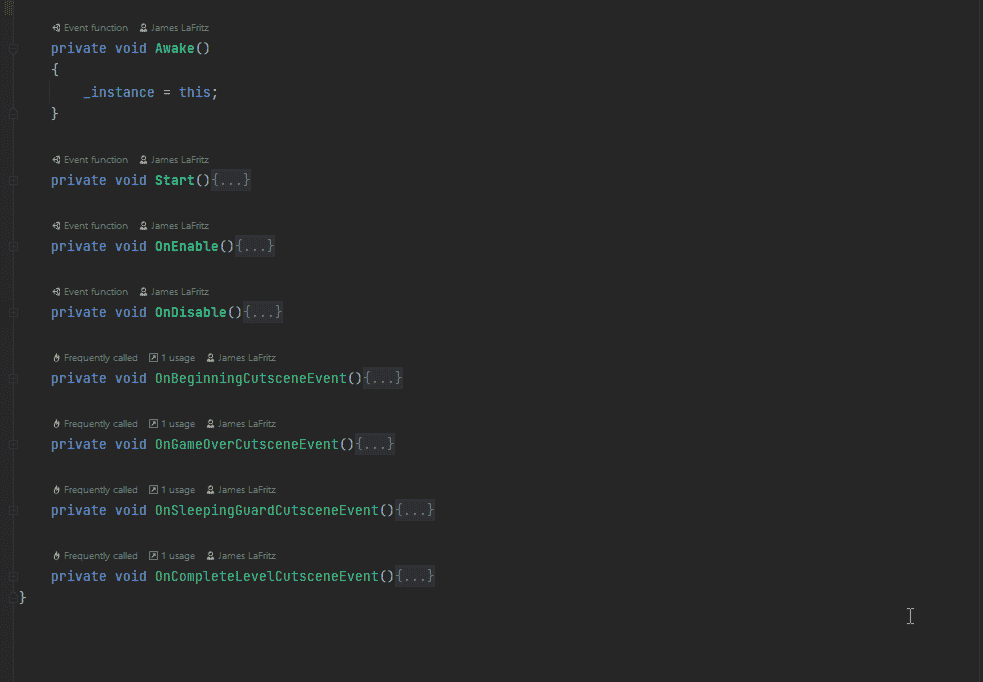 Event function James LaFritz
private void Awake()
{
_instance = this;
}
Event function James LaFritz
private void Start(){...}
Event function James LaFritz
private void OnEnable(){...}
Event function James LaFritz
private void OnDisable(){...}
Frequently called 1 usage James LaFritz
private void OnBeginningCutsceneEvent(){...}
Frequently called 1 usage James LaFritz
private void OnGameOverCutsceneEvent(){...}
Frequently called 1 usage James LaFritz
private void OnSleepingGuardCutsceneEvent(){...}
Frequently called 1 usage James LaFritz
private void OnCompleteLevelCutsceneEvent(){...}
}